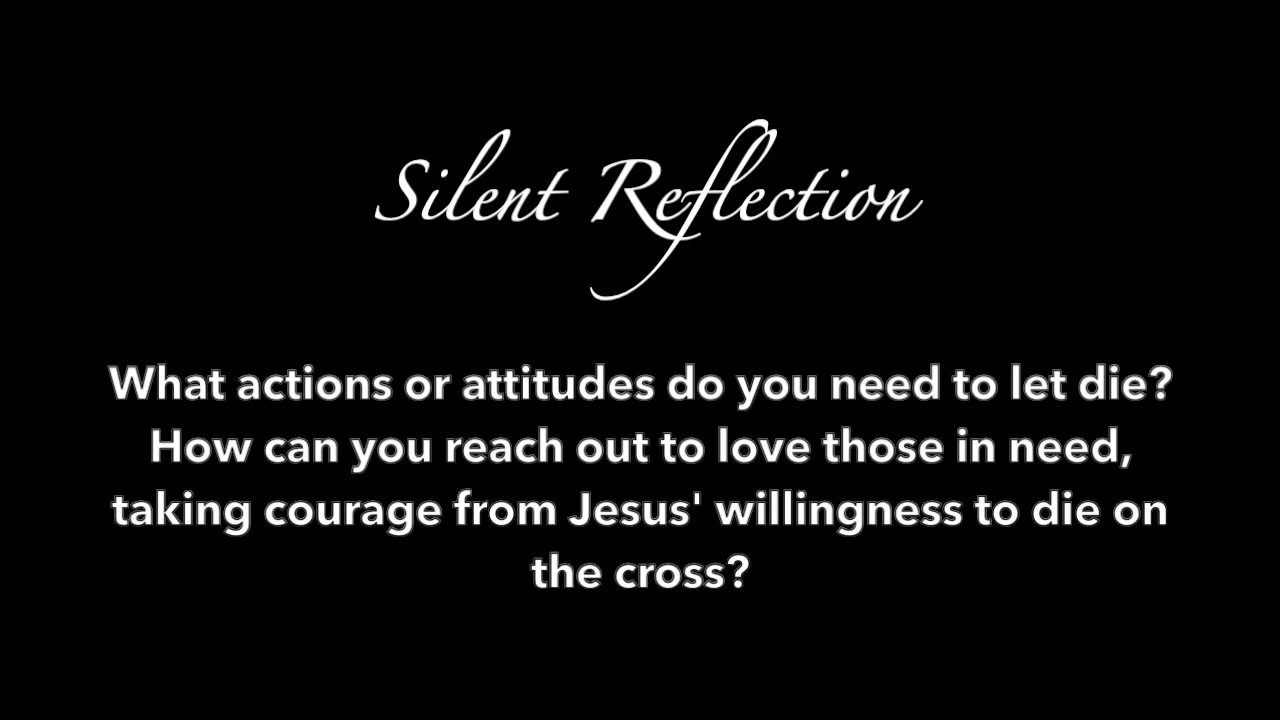 Silent Reflection
What actions or attitudes do you need to let die?
How can you reach out to love those in need,
taking courage from Jesus' willingness to die on
the cross?